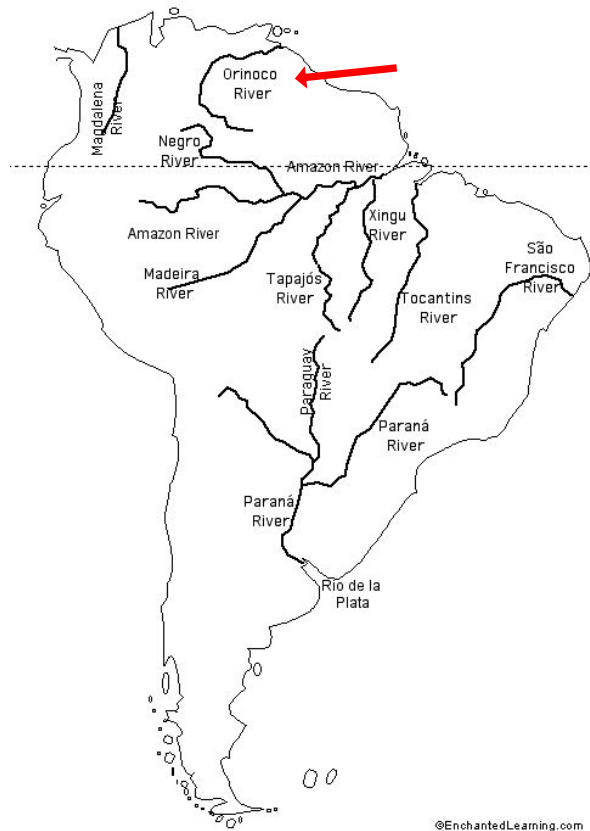 Orinoco
River
Magdalena
River
Negro
River
Amazon River
Xingu
River
Amazon River
São
Francisco
River
Madeira
River
Tapajós
River
Tocantins
River
Paraguay
River
Paraná
River
Paraná
River
Rio de la
Plata
©EnchantedLearning.com